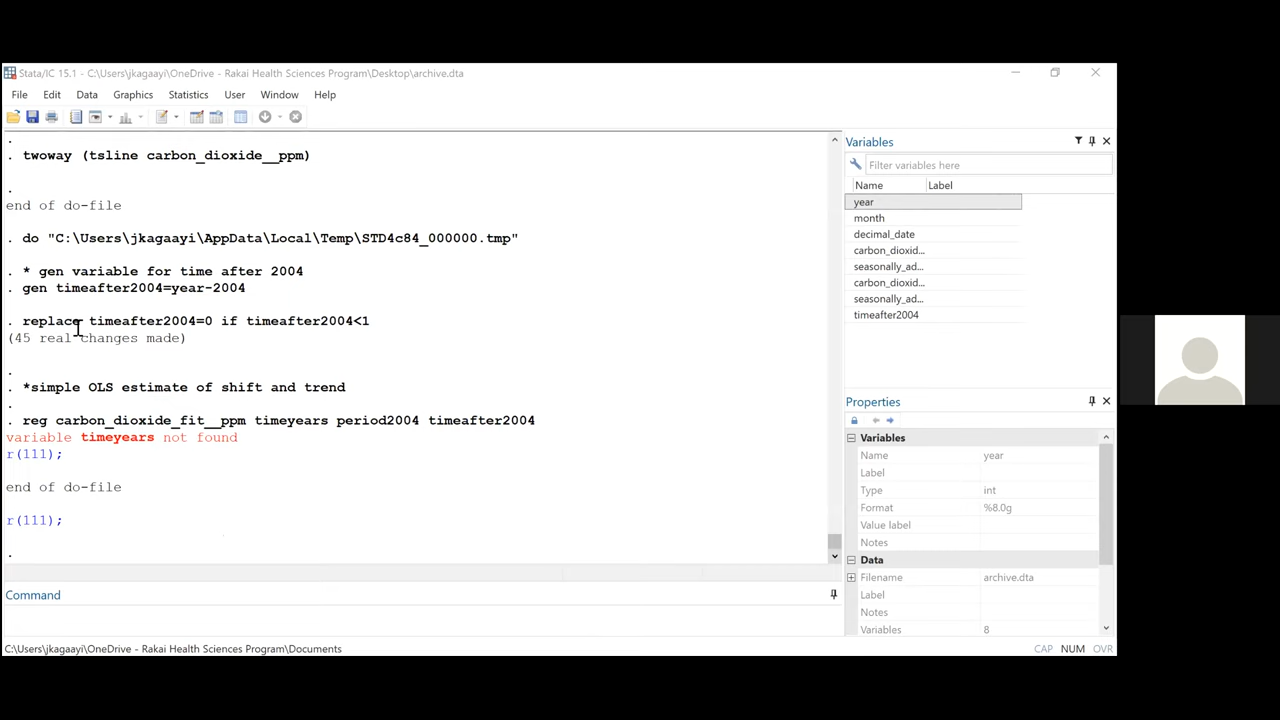 Stata/IC 15.1 - C:\Users\jkagaayi\OneDrive - Rakai Health Sciences Program\Desktop\archive.dta
File Edit Data Graphics Statistics User Window Help
.
. twoway (tsline carbon_dioxide__ppm)
.
end of do-file
. do "C:\Users\jkagaayi\AppData\Local\Temp\STD4c84_000000.tmp"
. * gen variable for time after 2004
. gen timeafter2004=year-2004
. replace timeafter2004=0 if timeafter2004<1
(45 real changes made)
.
. *simple OLS estimate of shift and trend
.
. reg carbon_dioxide_fit__ppm timeyears period2004 timeafter2004
variable timeyears not found
r(111);
end of do-file
r(111);
.
Command
C:\Users\jkagaayi\OneDrive - Rakai Health Sciences Program\Documents
Variables
Filter variables here
Name Label
year
month
decimal_date
carbon_dioxid...
seasonally_ad...
carbon_dioxid...
seasonally_ad...
timeafter2004
Properties
Variables
Name year
Label
Type int
Format %8.0g
Value label
Notes
Data
Filename archive.dta
Label
Notes
Variables 8
CAP NUM OVR